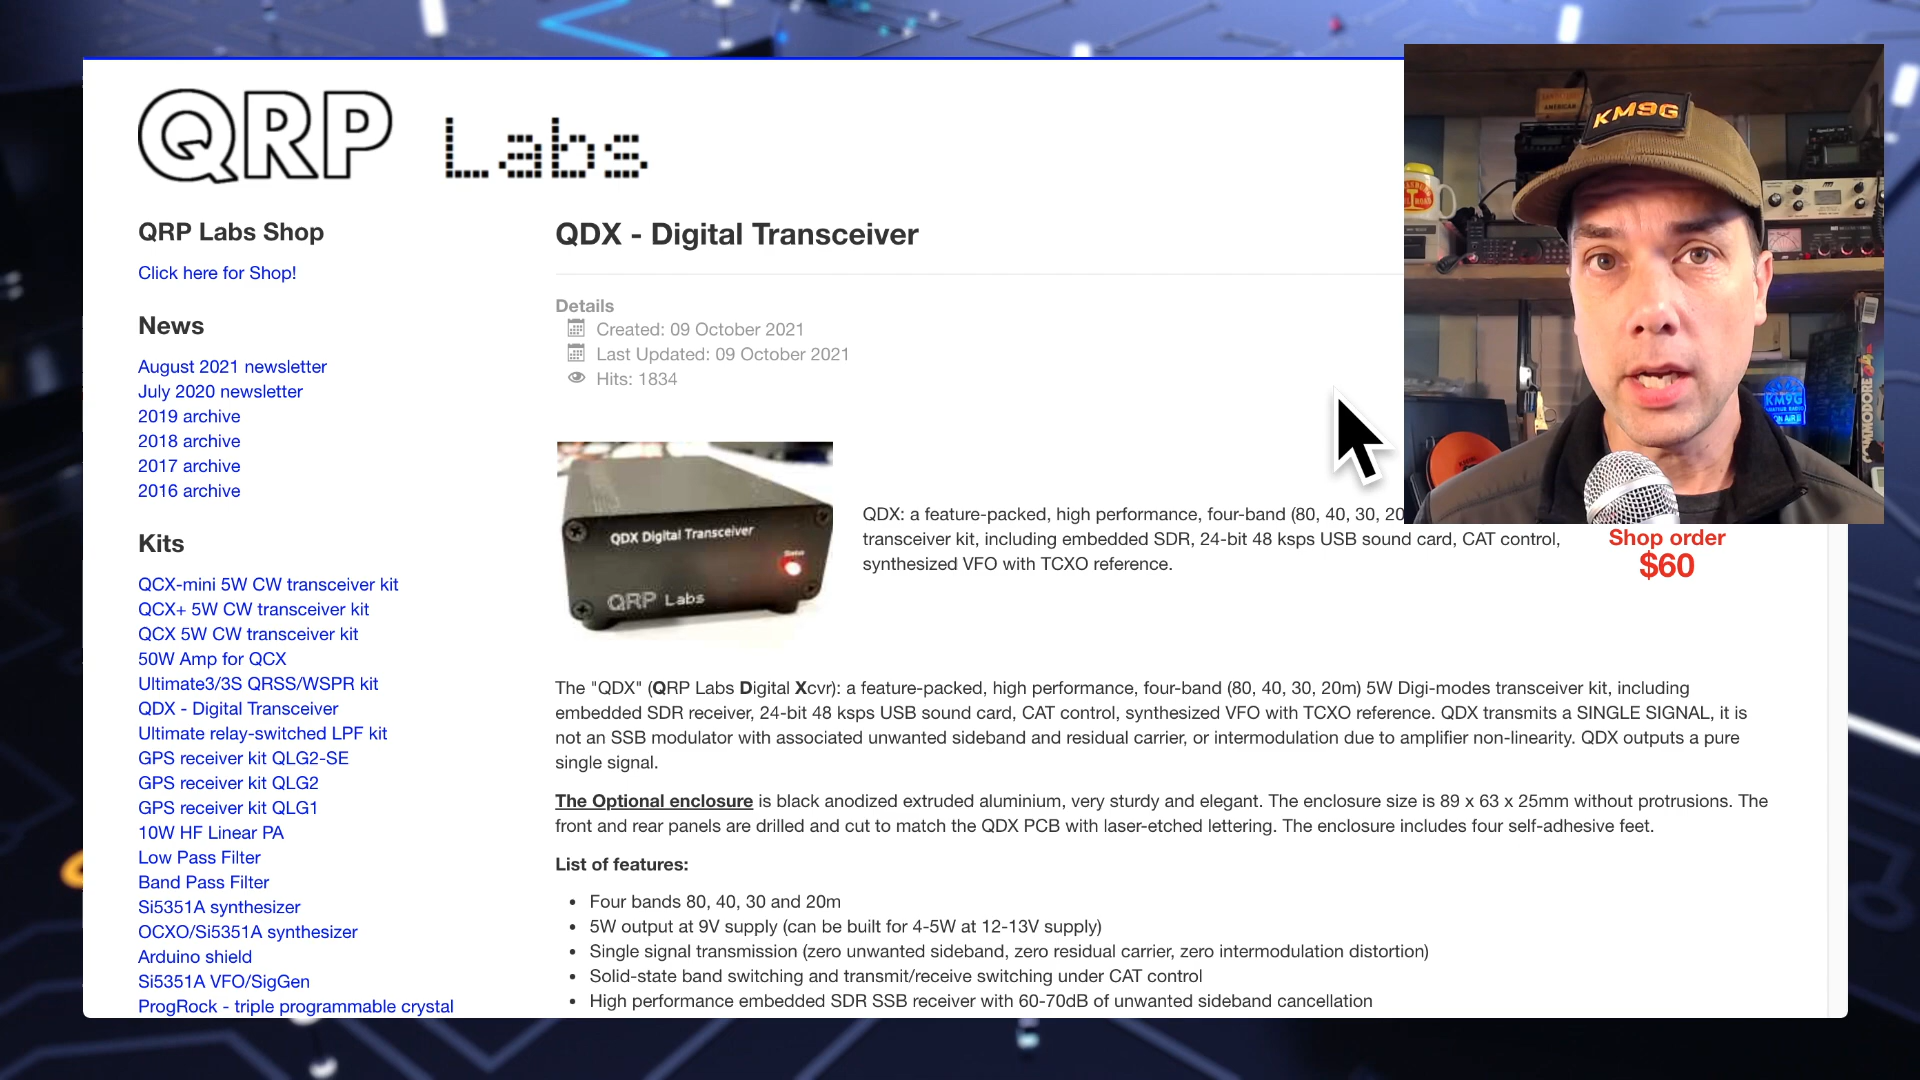 QRP Labs
QRP Labs Shop
Click here for Shop!
News
August 2021 newsletter
July 2020 newsletter
2019 archive
2018 archive
2017 archive
2016 archive
Kits
QCX-mini 5W CW transceiver kit
QCX+ 5W CW transceiver kit
QCX 5W CW transceiver kit
50W Amp for QCX
Ultimate3/3S QRSS/WSPR kit
QDX - Digital Transceiver
Ultimate relay-switched LPF kit
GPS receiver kit QLG2-SE
GPS receiver kit QLG2
GPS receiver kit QLG1
10W HF Linear PA
Low Pass Filter
Band Pass Filter
Si5351A synthesizer
OCXO/Si5351A synthesizer
Arduino shield
Si5351A VFO/SigGen
ProgRock - triple programmable crystal
QDX - Digital Transceiver
Details
Created: 09 October 2021
Last Updated: 09 October 2021
Hits: 1834
QDX Digital Transceiver
Status
QRP Labs
QDX: a feature-packed, high performance, four-band (80, 40, 30, 20
transceiver kit, including embedded SDR, 24-bit 48 ksps USB sound card, CAT control,
synthesized VFO with TCXO reference.
Shop order
$60
The "QDX" (QRP Labs Digital Xcvr): a feature-packed, high performance, four-band (80, 40, 30, 20m) 5W Digi-modes transceiver kit, including
embedded SDR receiver, 24-bit 48 ksps USB sound card, CAT control, synthesized VFO with TCXO reference. QDX transmits a SINGLE SIGNAL, it is
not an SSB modulator with associated unwanted sideband and residual carrier, or intermodulation due to amplifier non-linearity. QDX outputs a pure
single signal.
The Optional enclosure is black anodized extruded aluminium, very sturdy and elegant. The enclosure size is 89 x 63 x 25mm without protrusions. The
front and rear panels are drilled and cut to match the QDX PCB with laser-etched lettering. The enclosure includes four self-adhesive feet.
List of features:
Four bands 80, 40, 30 and 20m
5W output at 9V supply (can be built for 4-5W at 12-13V supply)
Single signal transmission (zero unwanted sideband, zero residual carrier, zero intermodulation distortion)
Solid-state band switching and transmit/receive switching under CAT control
High performance embedded SDR SSB receiver with 60-70dB of unwanted sideband cancellation
KM9G
KM9G
ON AIR
COMMODORE